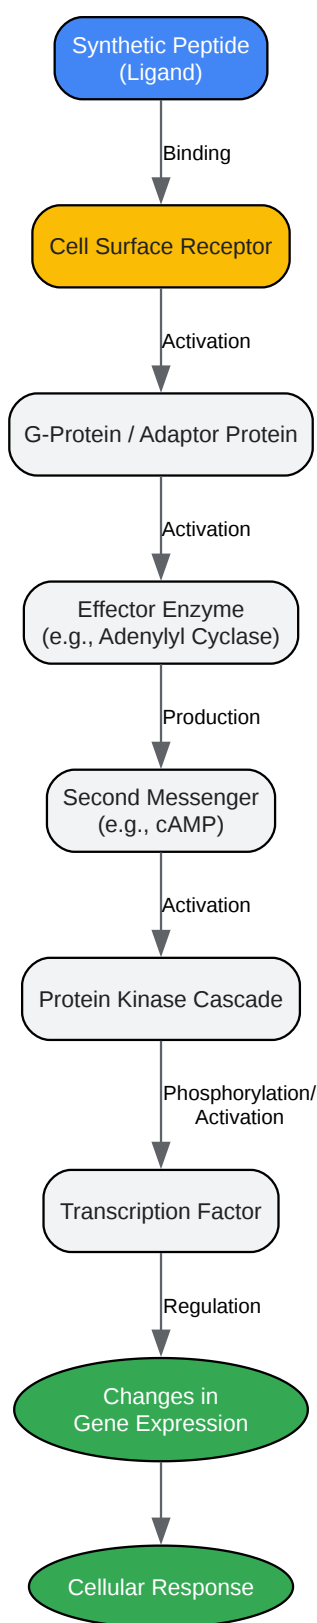 Synthetic Peptide
(Ligand)
Binding
Cell Surface Receptor
Activation
G-Protein / Adaptor Protein
Activation
Effector Enzyme
(e.g., Adenylyl Cyclase)
Production
Second Messenger
(e.g., cAMP)
Activation
Protein Kinase Cascade
Phosphorylation/
Activation
Transcription Factor
Regulation
Changes in
Gene Expression
Cellular Response